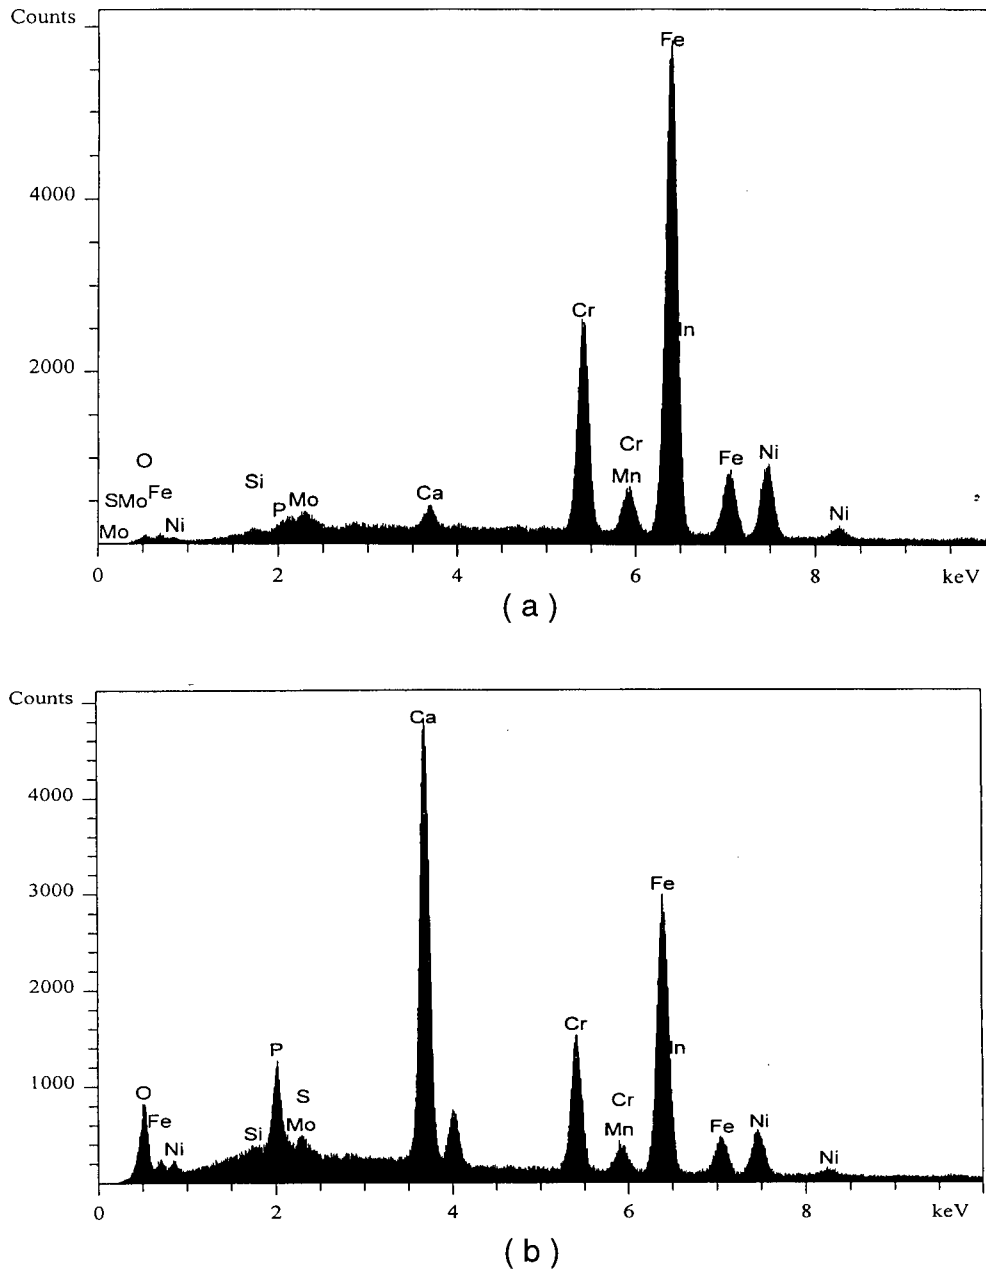 Counts
Fe
4000
Cr
In
2000
O
Cr
Si
Fe
Ni
SMo Fe
P Mo
Ca
Mn
Mo
Ni
Ni
0 2 4 6 8 keV
( a )
Counts
Ca
4000
Fe
3000
2000
Cr
In
P
1000
O
S
Cr
Fe
Mo
Mn
Fe
Ni
Si
Ni
Ni
0 2 4 6 8 keV
( b )